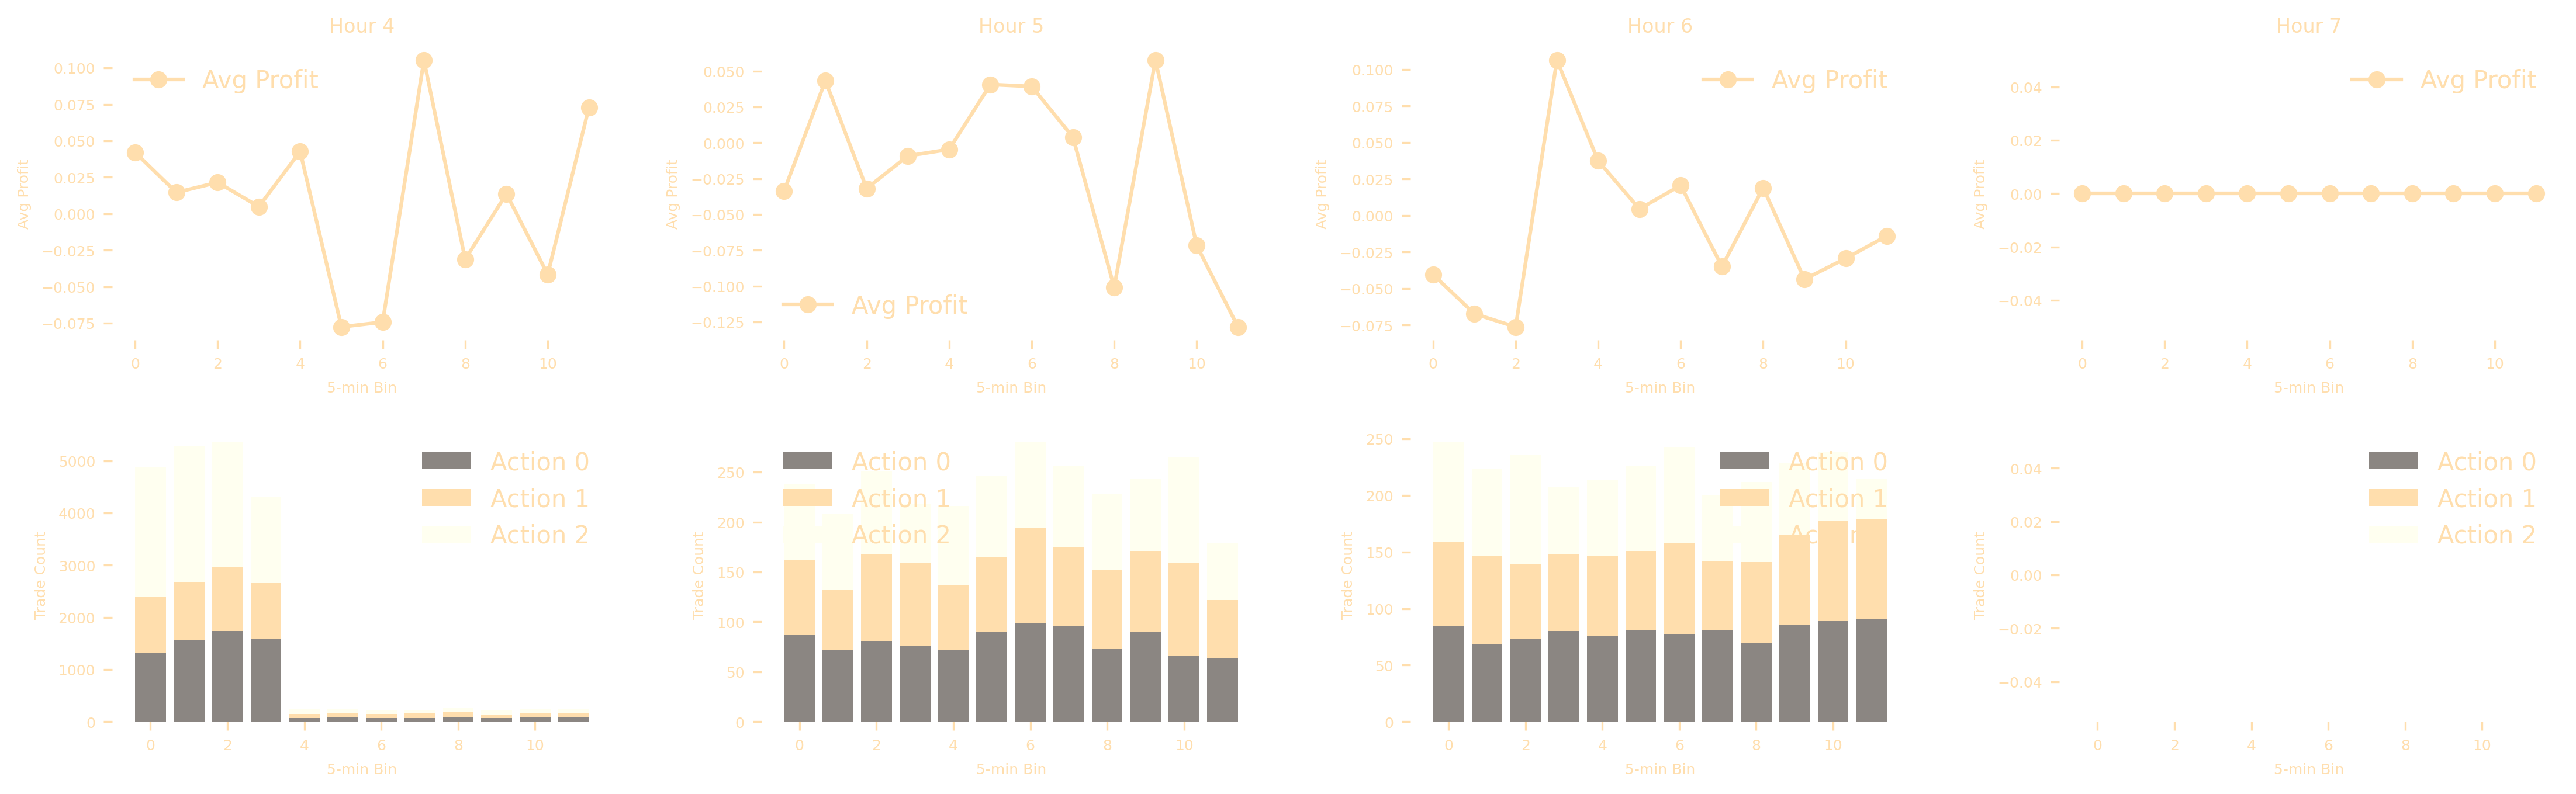 Hour 4
Avg Profit
0.100
0.075
0.050
0.025
0.000
−0.025
−0.050
−0.075
Avg Profit
0 2 4 6 8 10
5-min Bin
Hour 5
Avg Profit
0.050
0.025
0.000
−0.025
−0.050
−0.075
−0.100
−0.125
Avg Profit
0 2 4 6 8 10
5-min Bin
Hour 6
Avg Profit
0.100
0.075
0.050
0.025
0.000
−0.025
−0.050
−0.075
Avg Profit
0 2 4 6 8 10
5-min Bin
Hour 7
Avg Profit
0.04
0.02
0.00
−0.02
−0.04
Avg Profit
0 2 4 6 8 10
5-min Bin
Trade Count
5000
4000
3000
2000
1000
0
Action 0
Action 1
Action 2
0 2 4 6 8 10
5-min Bin
Trade Count
250
200
150
100
50
0
Action 0
Action 1
Action 2
0 2 4 6 8 10
5-min Bin
Trade Count
250
200
150
100
50
0
Action 0
Action 1
0 2 4 6 8 10
5-min Bin
Trade Count
0.04
0.02
0.00
−0.02
−0.04
Action 0
Action 1
Action 2
0 2 4 6 8 10
5-min Bin